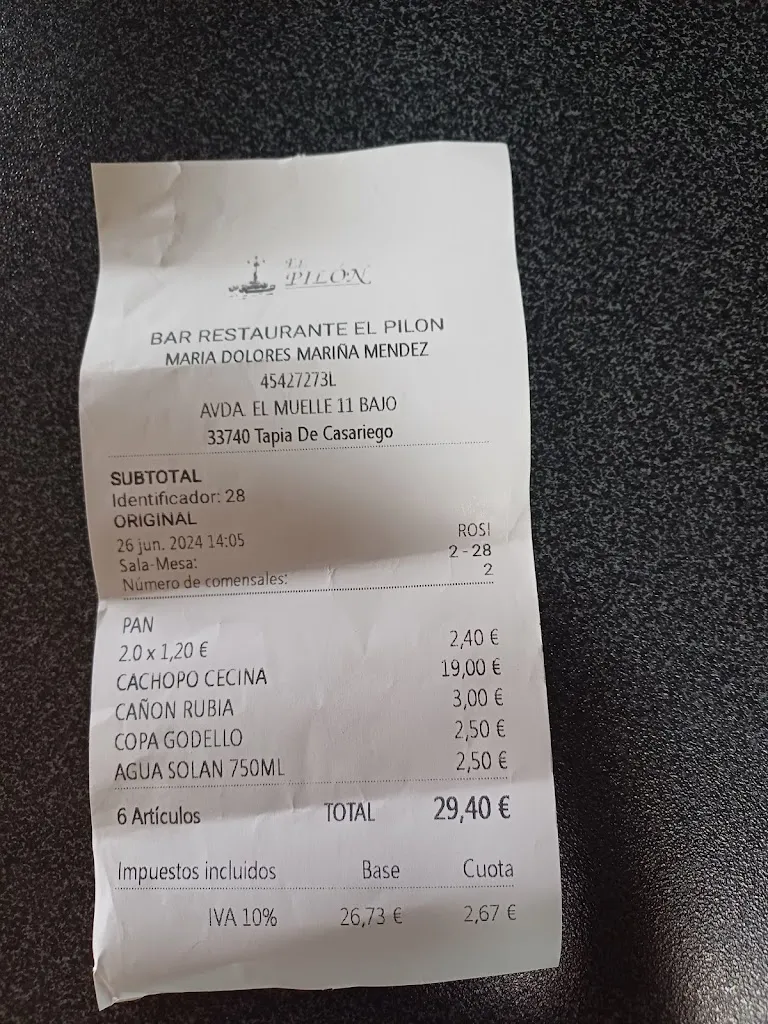 EL
PILÓN
BAR RESTAURANTE EL PILON
MARIA DOLORES MARIÑA MENDEZ
45427273L
AVDA. EL MUELLE 11 BAJO
33740 Tapia De Casariego
SUBTOTAL
Identificador: 28
ORIGINAL
26 jun. 2024 14:05 ROSI
Sala-Mesa: 2 - 28
Número de comensales: 2
PAN
2.0 x 1,20 € 2,40 €
CACHOPO CECINA 19,00 €
CAÑON RUBIA 3,00 €
COPA GODELLO 2,50 €
AGUA SOLAN 750ML 2,50 €
6 Artículos TOTAL 29,40 €
Impuestos incluidos Base Cuota
IVA 10% 26,73 € 2,67 €